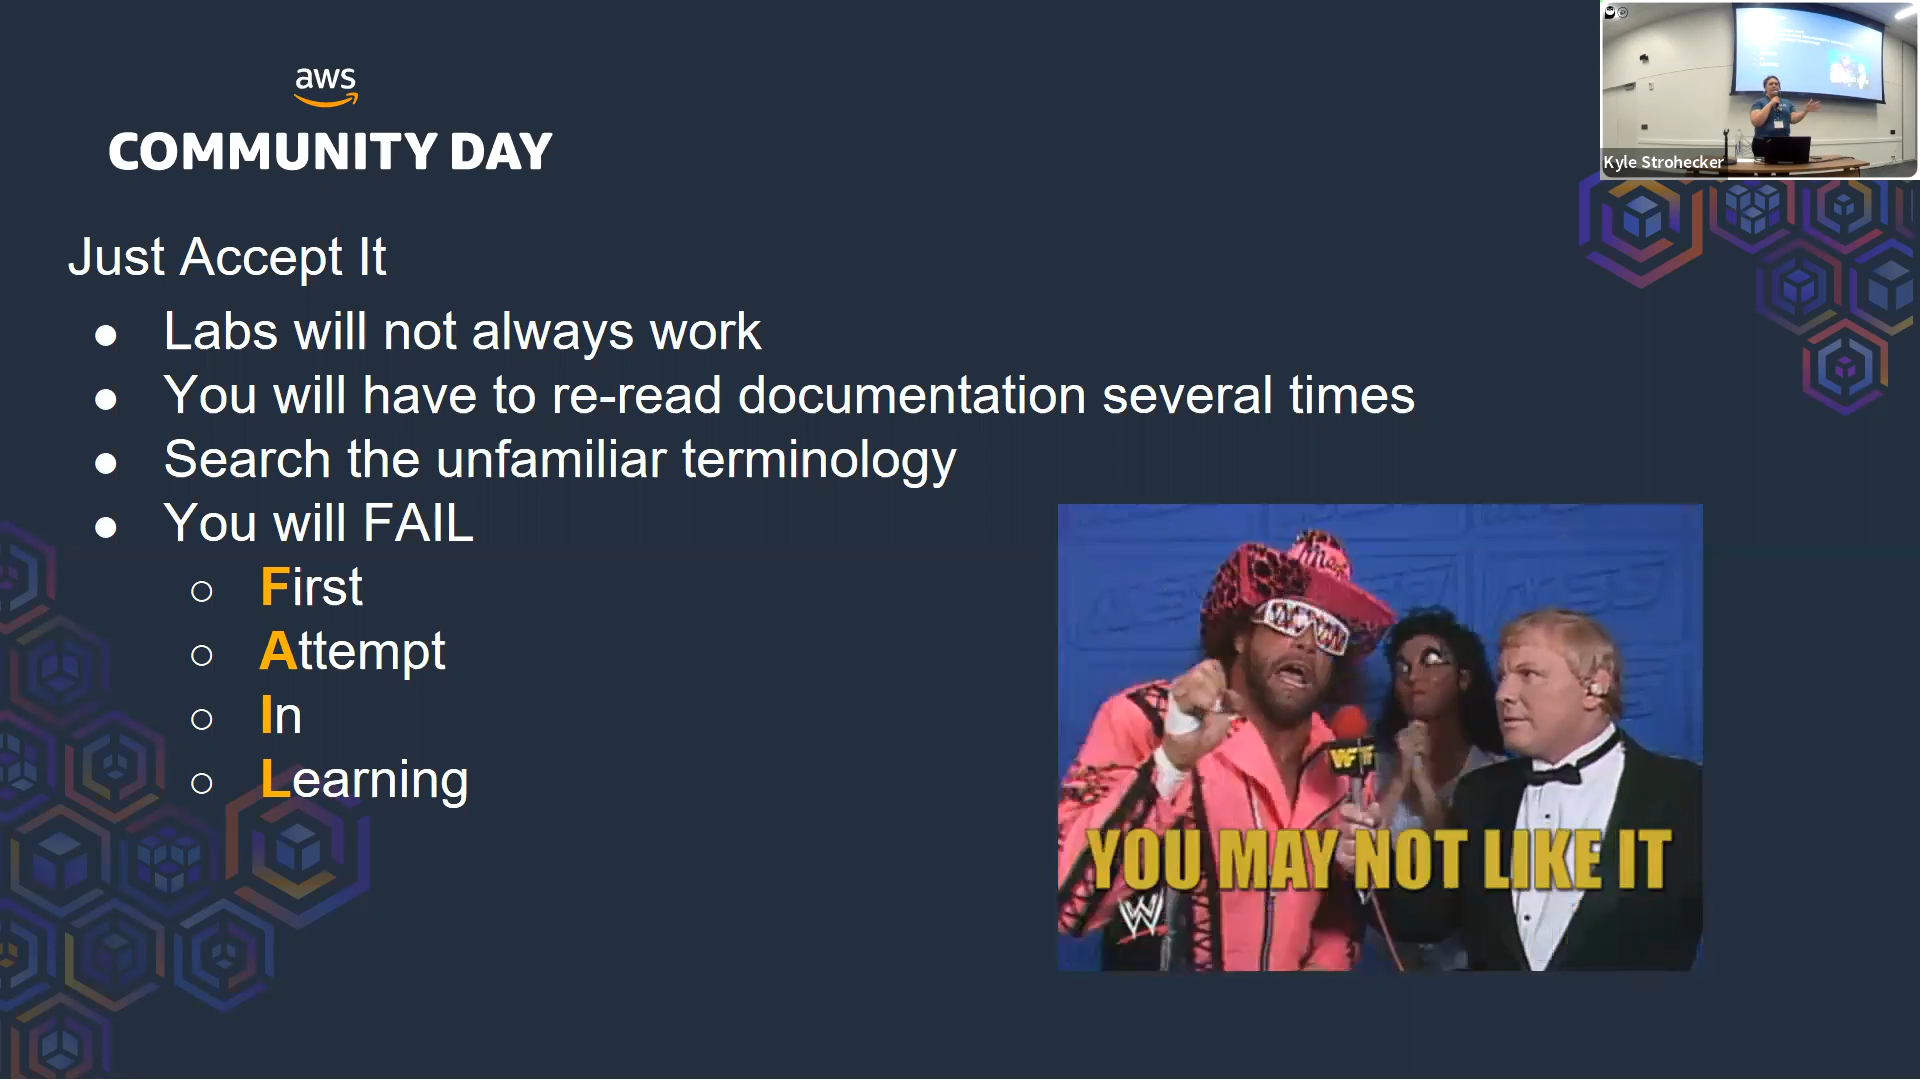 aws
COMMUNITY DAY
Kyle Strohecker
Just Accept It
● Labs will not always work
● You will have to re-read documentation several times
● Search the unfamiliar terminology
● You will FAIL
○ First
○ Attempt
○ In
○ Learning
WF
YOU MAY NOT LIKE IT
W